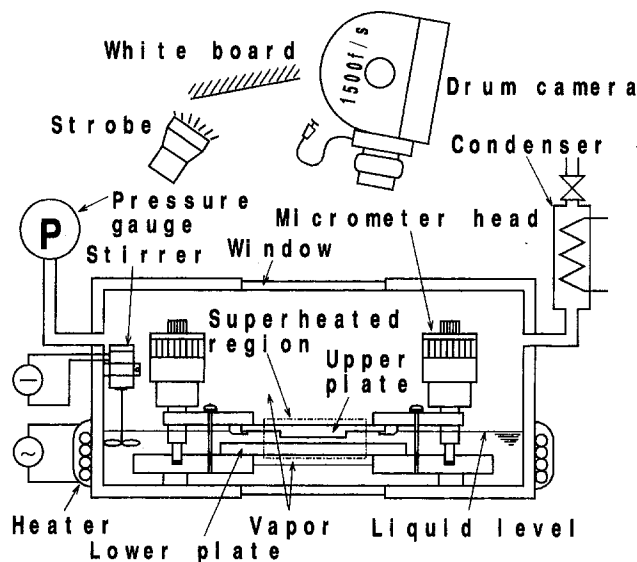 White board
1500f/s
Drum camera
Strobe
Condenser
Pressure
gauge
P
Micrometer head
Stirrer
Window
Superheated
region
Upper
plate
Heater
Vapor
Liquid level
Lower plate